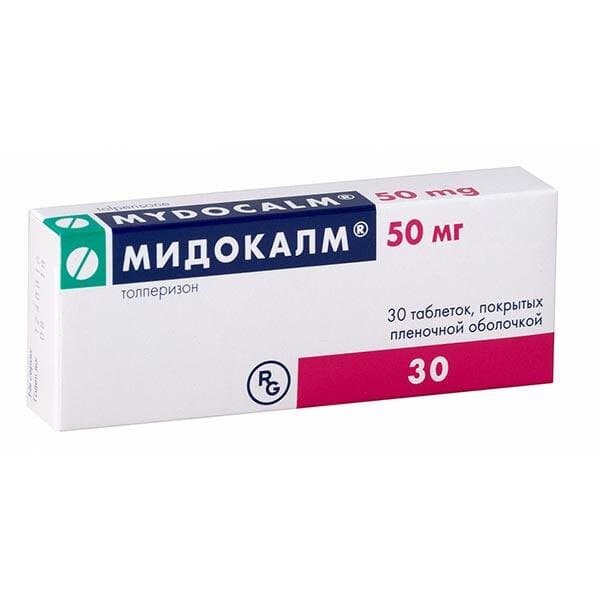 tolperisone
MYDOCALM® 50 mg
МИДОКАЛМ® 50 мг
толперизон
30 таблеток, покрытых
пленочной оболочкой
RG
30